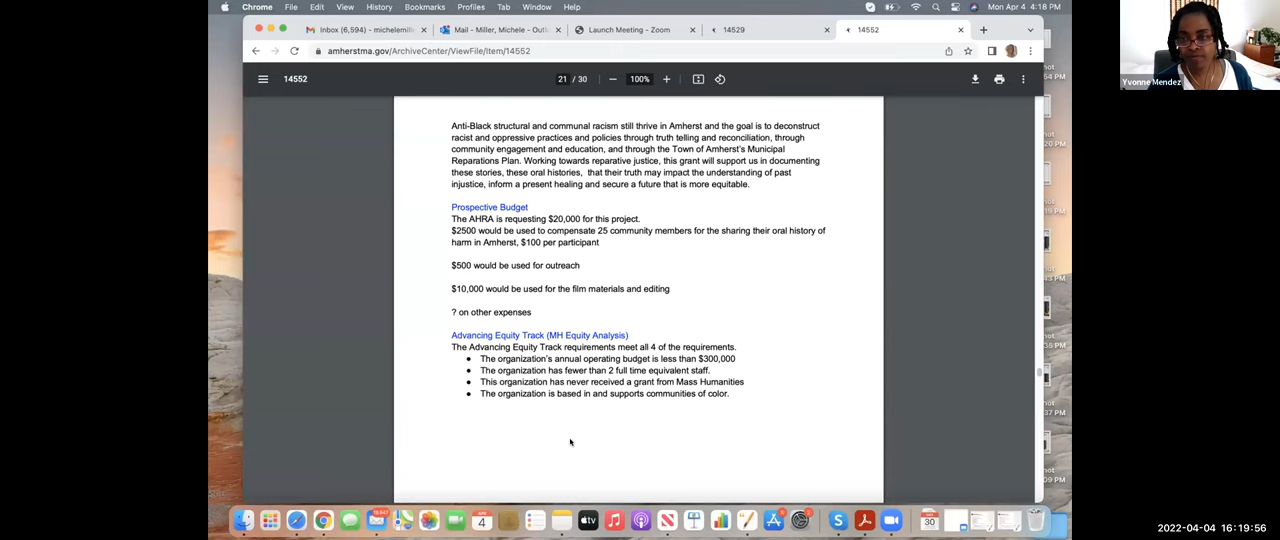 Chrome File Edit View History Bookmarks Profiles Tab Window Help Mon Apr 4 4:18 PM
Inbox (6,594) - michelemill Mail - Miller, Michele - Outl Launch Meeting - Zoom 14529 14552
amherstma.gov/ArchiveCenter/ViewFile/Item/14552
14552 21 / 30 100%
Anti-Black structural and communal racism still thrive in Amherst and the goal is to deconstruct
racist and oppressive practices and policies through truth telling and reconciliation, through
community engagement and education, and through the Town of Amherst's Municipal
Reparations Plan. Working towards reparative justice, this grant will support us in documenting
these stories, these oral histories, that their truth may impact the understanding of past
injustice, inform a present healing and secure a future that is more equitable.
Prospective Budget
The AHRA is requesting $20,000 for this project.
$2500 would be used to compensate 25 community members for the sharing their oral history of
harm in Amherst, $100 per participant
$500 would be used for outreach
$10,000 would be used for the film materials and editing
? on other expenses
Advancing Equity Track (MH Equity Analysis)
The Advancing Equity Track requirements meet all 4 of the requirements.
• The organization's annual operating budget is less than $300,000
• The organization has fewer than 2 full time equivalent staff.
• This organization has never received a grant from Mass Humanities
• The organization is based in and supports communities of color.
Yvonne Mendez
2022-04-04 16:19:56